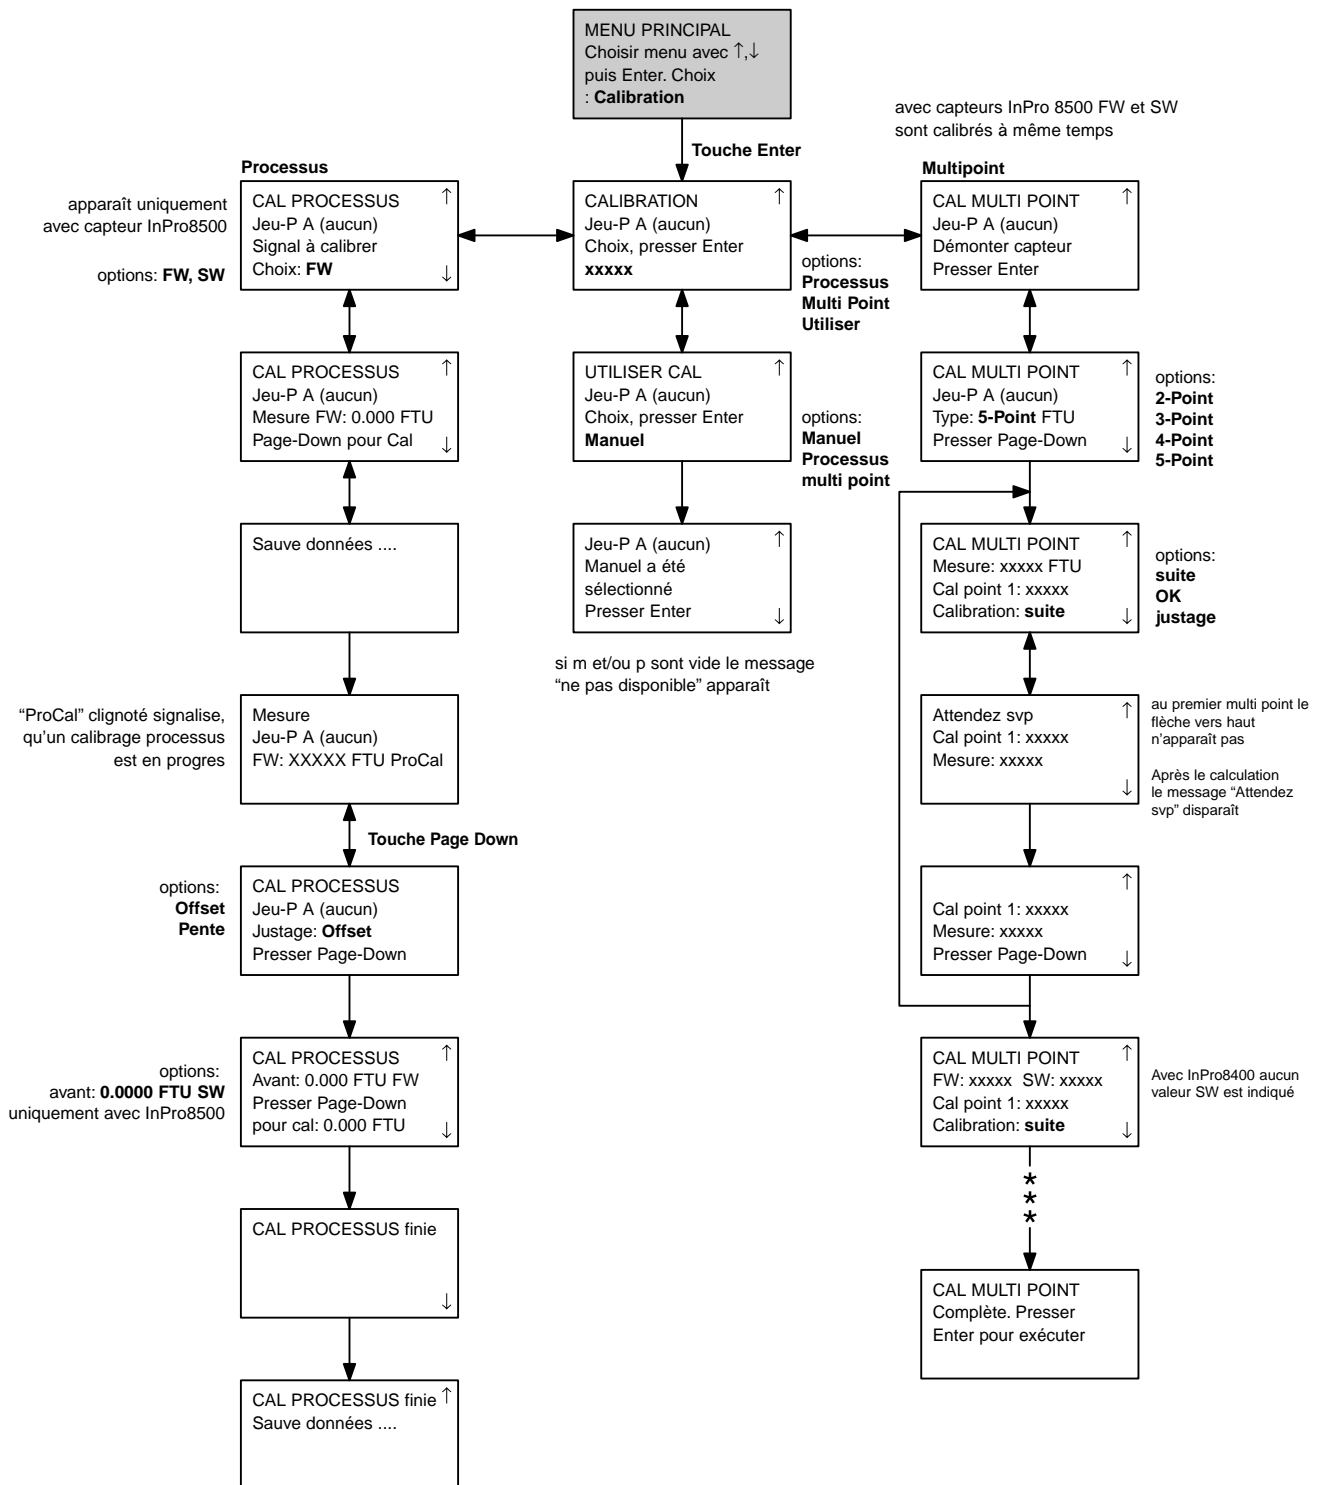 MENU PRINCIPAL
Choisir menu avec ↑,↓
puis Enter. Choix
: Calibration
Touche Enter
avec capteurs InPro 8500 FW et SW
sont calibrés à même temps
Processus
apparaît uniquement
avec capteur InPro8500
options: FW, SW
CAL PROCESSUS ↑
Jeu-P A (aucun)
Signal à calibrer
Choix: FW ↓
CALIBRATION ↑
Jeu-P A (aucun)
Choix, presser Enter
xxxxx
options:
Processus
Multi Point
Utiliser
Multipoint
CAL MULTI POINT ↑
Jeu-P A (aucun)
Démonter capteur
Presser Enter
CAL PROCESSUS ↑
Jeu-P A (aucun)
Mesure FW: 0.000 FTU
Page-Down pour Cal ↓
UTILISER CAL ↑
Jeu-P A (aucun)
Choix, presser Enter
Manuel
options:
Manuel
Processus
multi point
CAL MULTI POINT ↑
Jeu-P A (aucun)
Type: 5-Point FTU
Presser Page-Down ↓
options:
2-Point
3-Point
4-Point
5-Point
Sauve données ....
Jeu-P A (aucun) ↑
Manuel a été
sélectionné
Presser Enter ↓
si m et/ou p sont vide le message
“ne pas disponible” apparaît
CAL MULTI POINT ↑
Mesure: xxxxx FTU
Cal point 1: xxxxx
Calibration: suite ↓
options:
suite
OK
justage
“ProCal” clignoté signalise,
qu’un calibrage processus
est en progres
Mesure
Jeu-P A (aucun)
FW: XXXXX FTU ProCal
Touche Page Down
Attendez svp ↑
Cal point 1: xxxxx
Mesure: xxxxx
↓
au premier multi point le
flèche vers haut
n’apparaît pas
Après le calculation
le message “Attendez
svp” disparaît
options:
Offset
Pente
CAL PROCESSUS
Jeu-P A (aucun)
Justage: Offset
Presser Page-Down
↑
Cal point 1: xxxxx
Mesure: xxxxx
Presser Page-Down ↓
options:
avant: 0.0000 FTU SW
uniquement avec InPro8500
CAL PROCESSUS ↑
Avant: 0.000 FTU FW
Presser Page-Down
pour cal: 0.000 FTU ↓
CAL MULTI POINT ↑
FW: xxxxx SW: xxxxx
Cal point 1: xxxxx
Calibration: suite ↓
Avec InPro8400 aucun
valeur SW est indiqué
*
*
*
CAL PROCESSUS finie
↓
CAL MULTI POINT
Complète. Presser
Enter pour exécuter
CAL PROCESSUS finie ↑
Sauve données ....